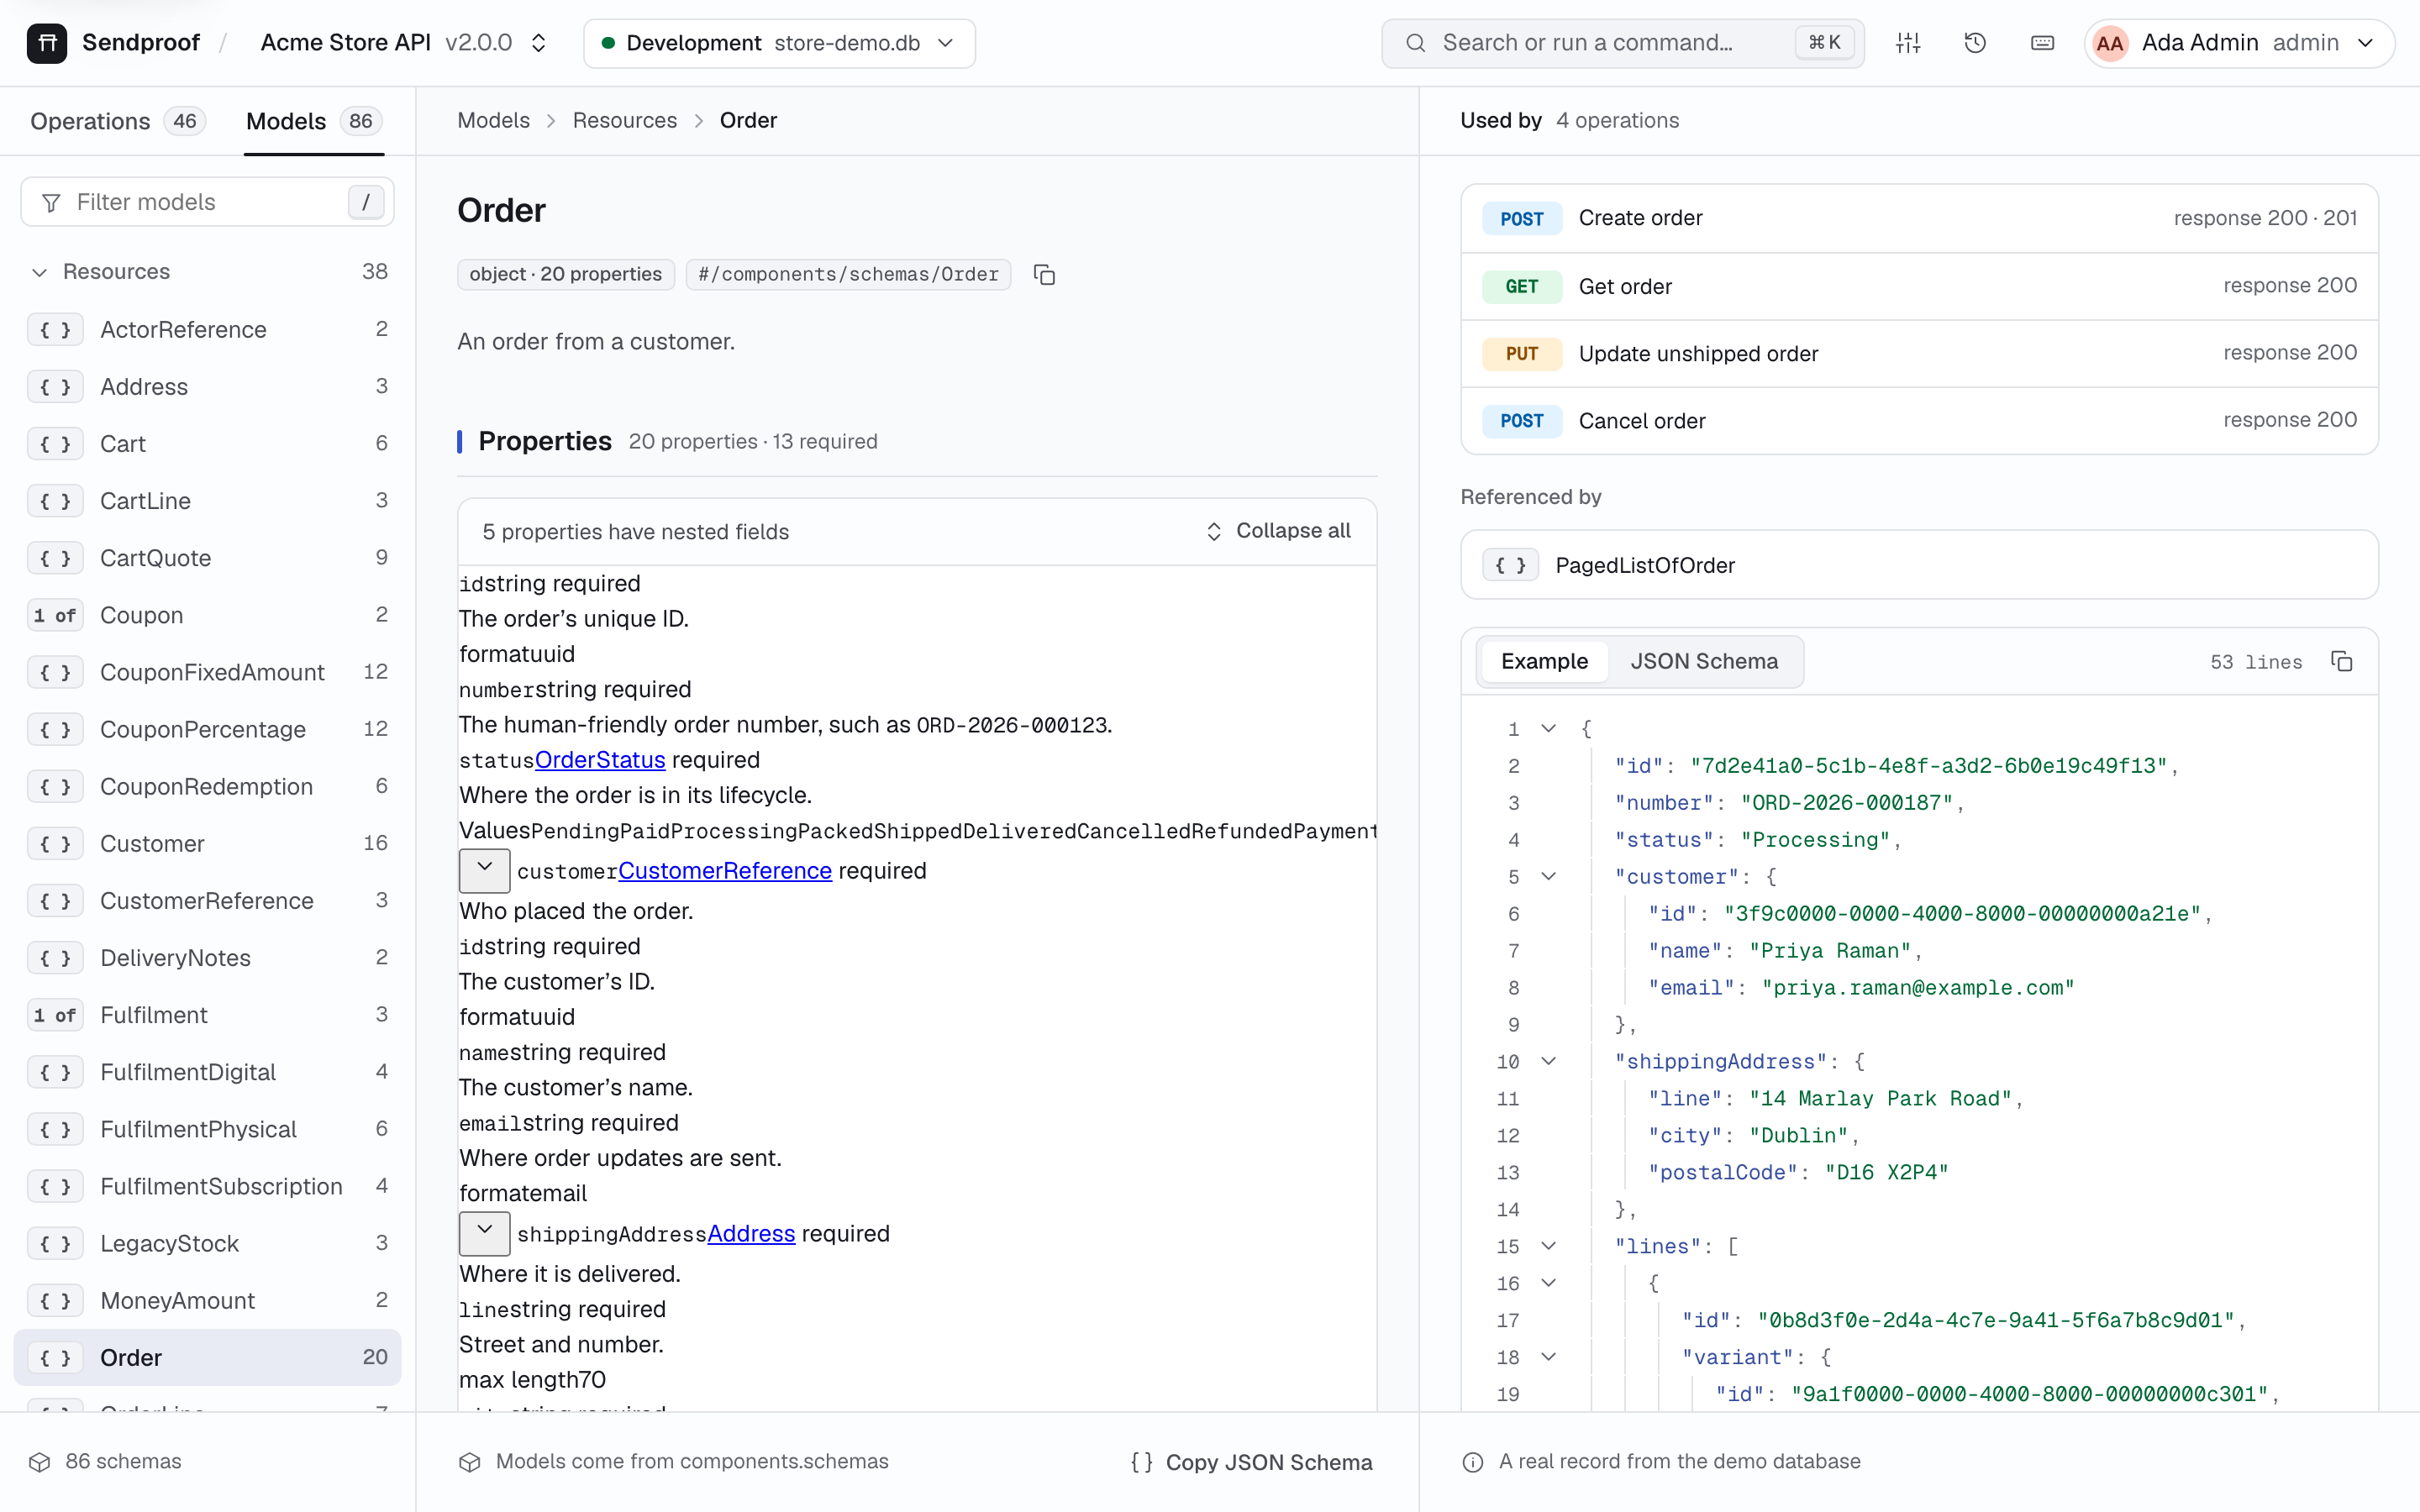 Sendproof / Acme Store API v2.0.0
Development store-demo.db
Search or run a command... ⌘K
AA Ada Admin admin
Operations 46 Models 86
Filter models /
Resources 38
{ } ActorReference 2
{ } Address 3
{ } Cart 6
{ } CartLine 3
{ } CartQuote 9
1 of Coupon 2
{ } CouponFixedAmount 12
{ } CouponPercentage 12
{ } CouponRedemption 6
{ } Customer 16
{ } CustomerReference 3
{ } DeliveryNotes 2
1 of Fulfilment 3
{ } FulfilmentDigital 4
{ } FulfilmentPhysical 6
{ } FulfilmentSubscription 4
{ } LegacyStock 3
{ } MoneyAmount 2
{ } Order 20
86 schemas
Models > Resources > Order
Order
object · 20 properties #/components/schemas/Order
An order from a customer.
Properties 20 properties · 13 required
5 properties have nested fields Collapse all
idstring required
The order’s unique ID.
formatuuid
numberstring required
The human-friendly order number, such as ORD-2026-000123.
statusOrderStatus required
Where the order is in its lifecycle.
ValuesPendingPaidProcessingPackedShippedDeliveredCancelledRefundedPayment
customerCustomerReference required
Who placed the order.
idstring required
The customer’s ID.
formatuuid
namestring required
The customer’s name.
emailstring required
Where order updates are sent.
formatemail
shippingAddressAddress required
Where it is delivered.
linestring required
Street and number.
max length70
Models come from components.schemas { } Copy JSON Schema
Used by 4 operations
POST Create order response 200 · 201
GET Get order response 200
PUT Update unshipped order response 200
POST Cancel order response 200
Referenced by
{ } PagedListOfOrder
Example JSON Schema 53 lines
1 {
2 "id": "7d2e41a0-5c1b-4e8f-a3d2-6b0e19c49f13",
3 "number": "ORD-2026-000187",
4 "status": "Processing",
5 "customer": {
6 "id": "3f9c0000-0000-4000-8000-00000000a21e",
7 "name": "Priya Raman",
8 "email": "priya.raman@example.com"
9 },
10 "shippingAddress": {
11 "line": "14 Marlay Park Road",
12 "city": "Dublin",
13 "postalCode": "D16 X2P4"
14 },
15 "lines": [
16 {
17 "id": "0b8d3f0e-2d4a-4c7e-9a41-5f6a7b8c9d01",
18 "variant": {
19 "id": "9a1f0000-0000-4000-8000-00000000c301",
A real record from the demo database